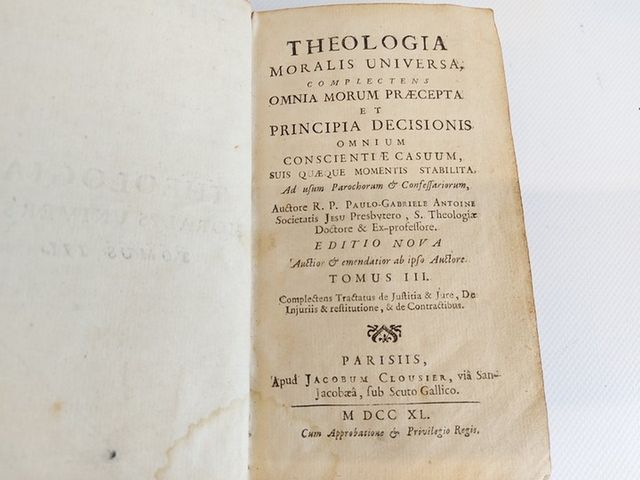 THEOLOGIA
MORALIS UNIVERSA,
COMPLECTENS
OMNIA MORUM PRÆCEPTA
ET
PRINCIPIA DECISIONIS
OMNIUM
CONSCIENTIÆ CASUUM,
SUIS QUÆQUE MOMENTIS STABILITA.
Ad uſum Parochorum & Confeſſariorum,
Auctore R. P. PAULO-GABRIELE ANTOINE
Societatis JESU Presbytero, S. Theologiæ
Doctore & Ex-profeſſore.
EDITIO NOVA
Auctior & emendatior ab ipſo Auctore.
TOMUS III.
Complectens Tractatus de Juſtitia & Jure, De
Injuriis & reſtitutione, & de Contractibus.
PARISIIS,
Apud JACOBUM CLOUSIER, viâ San-
Jacobæâ, ſub Scuto Gallico.
M DCC XL.
Cum Approbatione & Privilegio Regis.